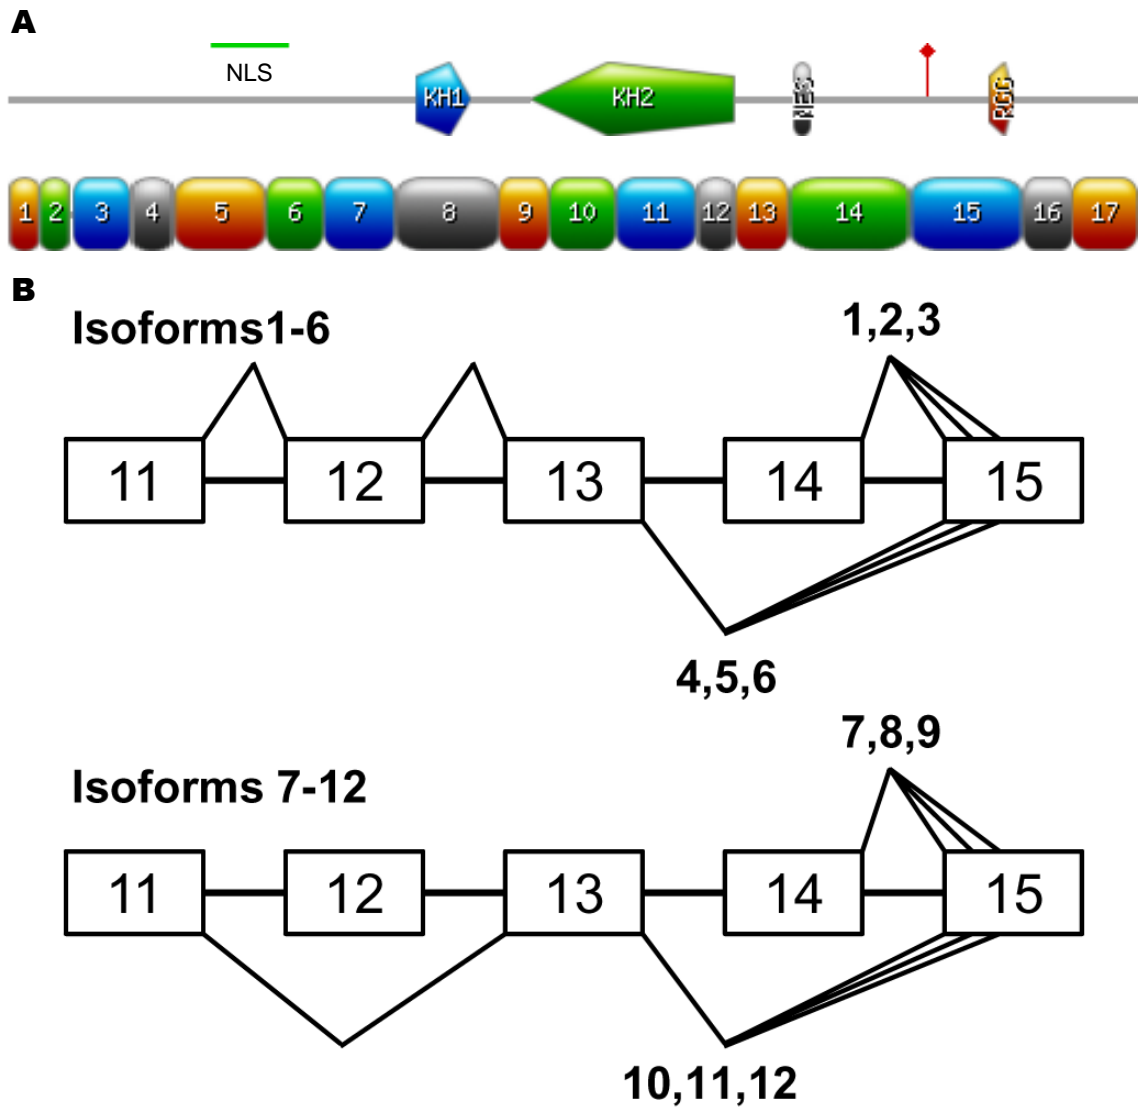 A
NLS
KH1 KH2 NES RGG
1 2 3 4 5 6 7 8 9 10 11 12 13 14 15 16 17
B
Isoforms1-6
1,2,3
11 12 13 14 15
4,5,6
7,8,9
Isoforms 7-12
11 12 13 14 15
10,11,12